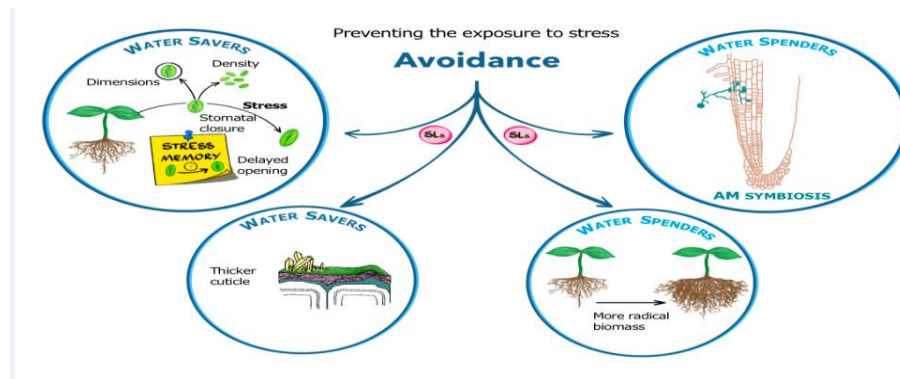 Preventing the exposure to stress
Avoidance
WATER SAVERS
Dimensions
Density
Stress
Stomatal
closure
STRESS
MEMORY
Delayed
opening
SLs
SLs
WATER SPENDERS
AM SYMBIOSIS
WATER SAVERS
Thicker
cuticle
WATER SPENDERS
More radical
biomass